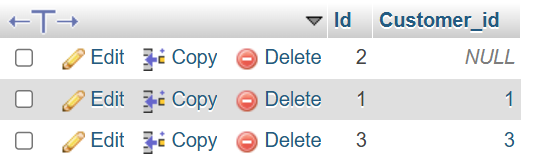 Id Customer_id
Edit Copy Delete 2 NULL
Edit Copy Delete 1 1
Edit Copy Delete 3 3